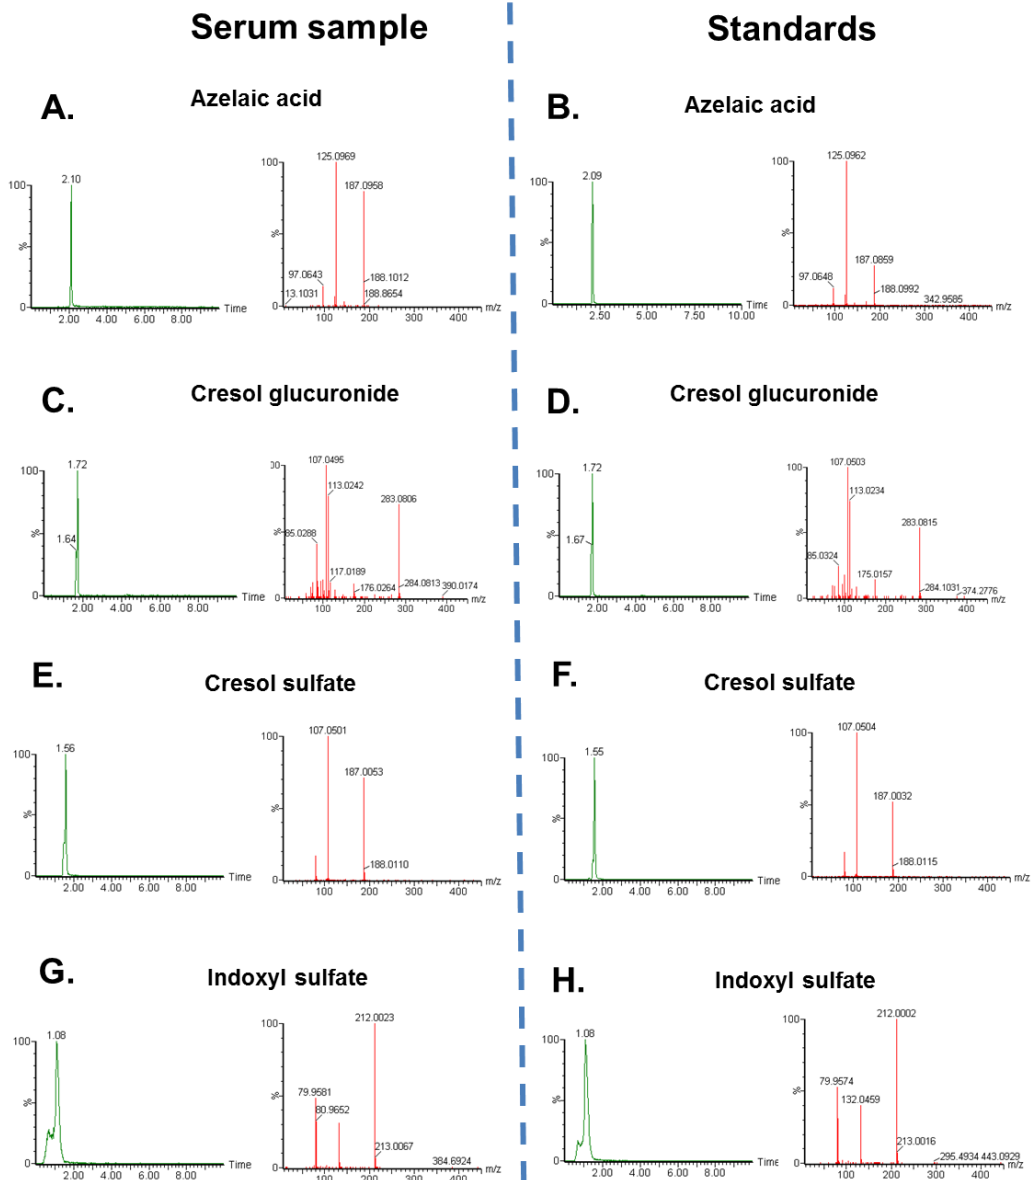 Serum sample
Standards
A.
Azelaic acid
B.
Azelaic acid
100
%
0
2.10
2.00 4.00 6.00 8.00
Time
100
%
0
125.0969
187.0958
97.0643
188.1012
13.1031
188.8654
100 200 300 400
m/z
100
%
0
2.09
2.50 5.00 7.50 10.00
Time
100
%
0
125.0962
187.0859
97.0648
188.0992
342.9585
100 200 300 400
m/z
C.
Cresol glucuronide
D.
Cresol glucuronide
100
%
0
1.72
1.64
2.00 4.00 6.00 8.00
Time
00
%
0
107.0495
113.0242
283.0806
85.0288
117.0189
176.0264
284.0813
390.0174
100 200 300 400
m/z
100
%
0
1.72
1.67
2.00 4.00 6.00 8.00
Time
100
%
0
107.0503
113.0234
283.0815
85.0324
175.0157
284.1031
374.2776
100 200 300 400
m/z
E.
Cresol sulfate
F.
Cresol sulfate
100
%
0
1.56
2.00 4.00 6.00 8.00
Time
100
%
0
107.0501
187.0053
188.0110
100 200 300 400
m/z
100
%
0
1.55
2.00 4.00 6.00 8.00
Time
100
%
0
107.0504
187.0032
188.0115
100 200 300 400
m/z
G.
Indoxyl sulfate
H.
Indoxyl sulfate
100
%
0
1.08
2.00 4.00 6.00 8.00
Time
100
%
0
212.0023
79.9581
80.9652
213.0067
384.6924
100 200 300 400
m/z
100
%
0
1.08
2.00 4.00 6.00 8.00
Time
100
%
0
212.0002
79.9574
132.0459
213.0016
295.4934 443.0929
100 200 300 400
m/z